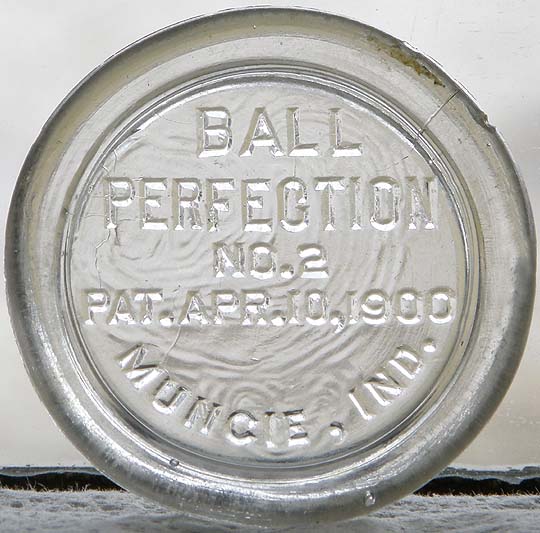 BALL
PERFECTION
NO. 2
PAT. APR. 10, 1900
MUNCIE, IND.